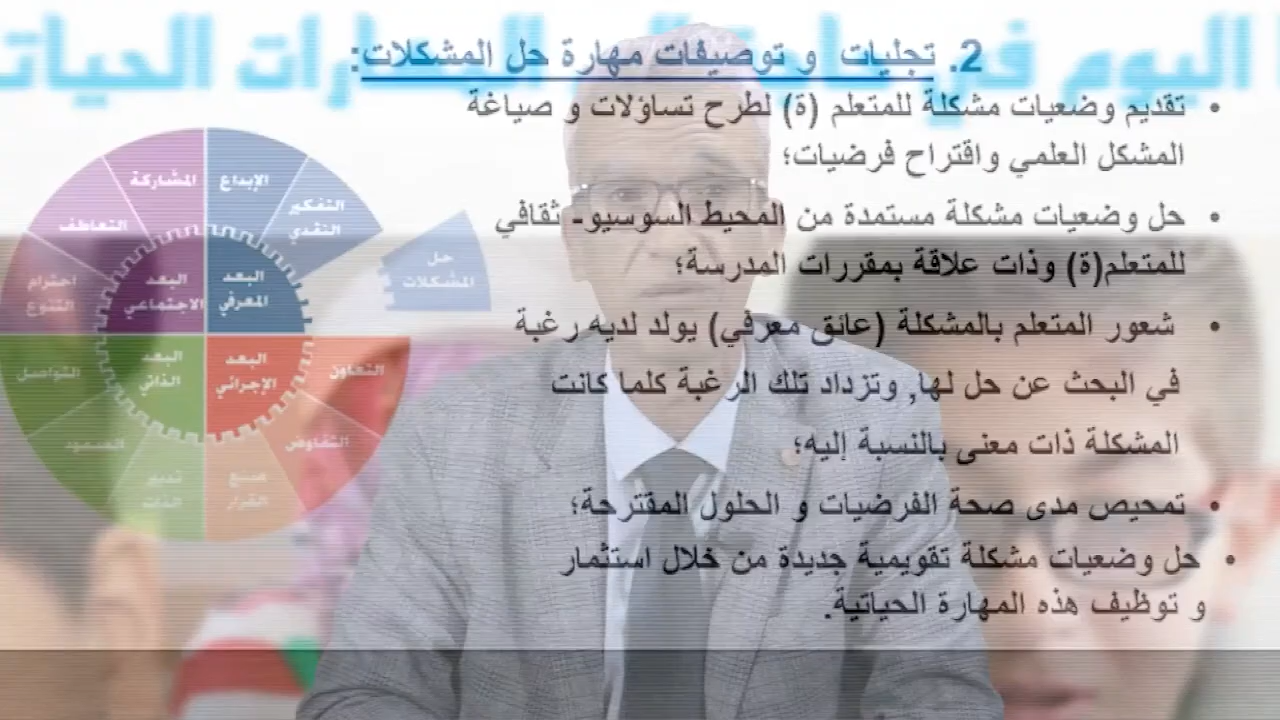 2. تجليات و توصيفات مهارة حل المشكلات:
• تقديم وضعيات مشكلة للمتعلم (ة) لطرح تساؤلات و صياغة
المشكل العلمي واقتراح فرضيات؛
• حل وضعيات مشكلة مستمدة من المحيط السوسيو- ثقافي
للمتعلم(ة) وذات علاقة بمقررات المدرسة؛
• شعور المتعلم بالمشكلة (عائق معرفي) يولد لديه رغبة
في البحث عن حل لها, وتزداد تلك الرغبة كلما كانت
المشكلة ذات معنى بالنسبة إليه؛
• تمحيص مدى صحة الفرضيات و الحلول المقترحة؛
• حل وضعيات مشكلة تقويمية جديدة من خلال استثمار
و توظيف هذه المهارة الحياتية.
اليوم
الحياتية
الإبداع
المشاركة
التفكير
النقدي
التعاطف
حل
المشكلات
احترام
التنوع
البعد
المعرفي
البعد
الاجتماعي
البعد
الذاتي
البعد
الإجرائي
التواصل
التعاون
الصمود
التفاوض
تدبير
الذات
صنع
القرار